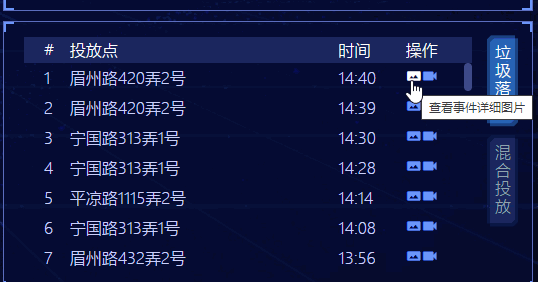 # 投放点 时间 操作
1 眉州路420弄2号 14:40
2 眉州路420弄2号 14:39
3 宁国路313弄1号 14:30
4 宁国路313弄1号 14:28
5 平凉路1115弄2号 14:14
6 宁国路313弄1号 14:08
7 眉州路432弄2号 13:56
垃圾落
查看事件详细图片
混合投放